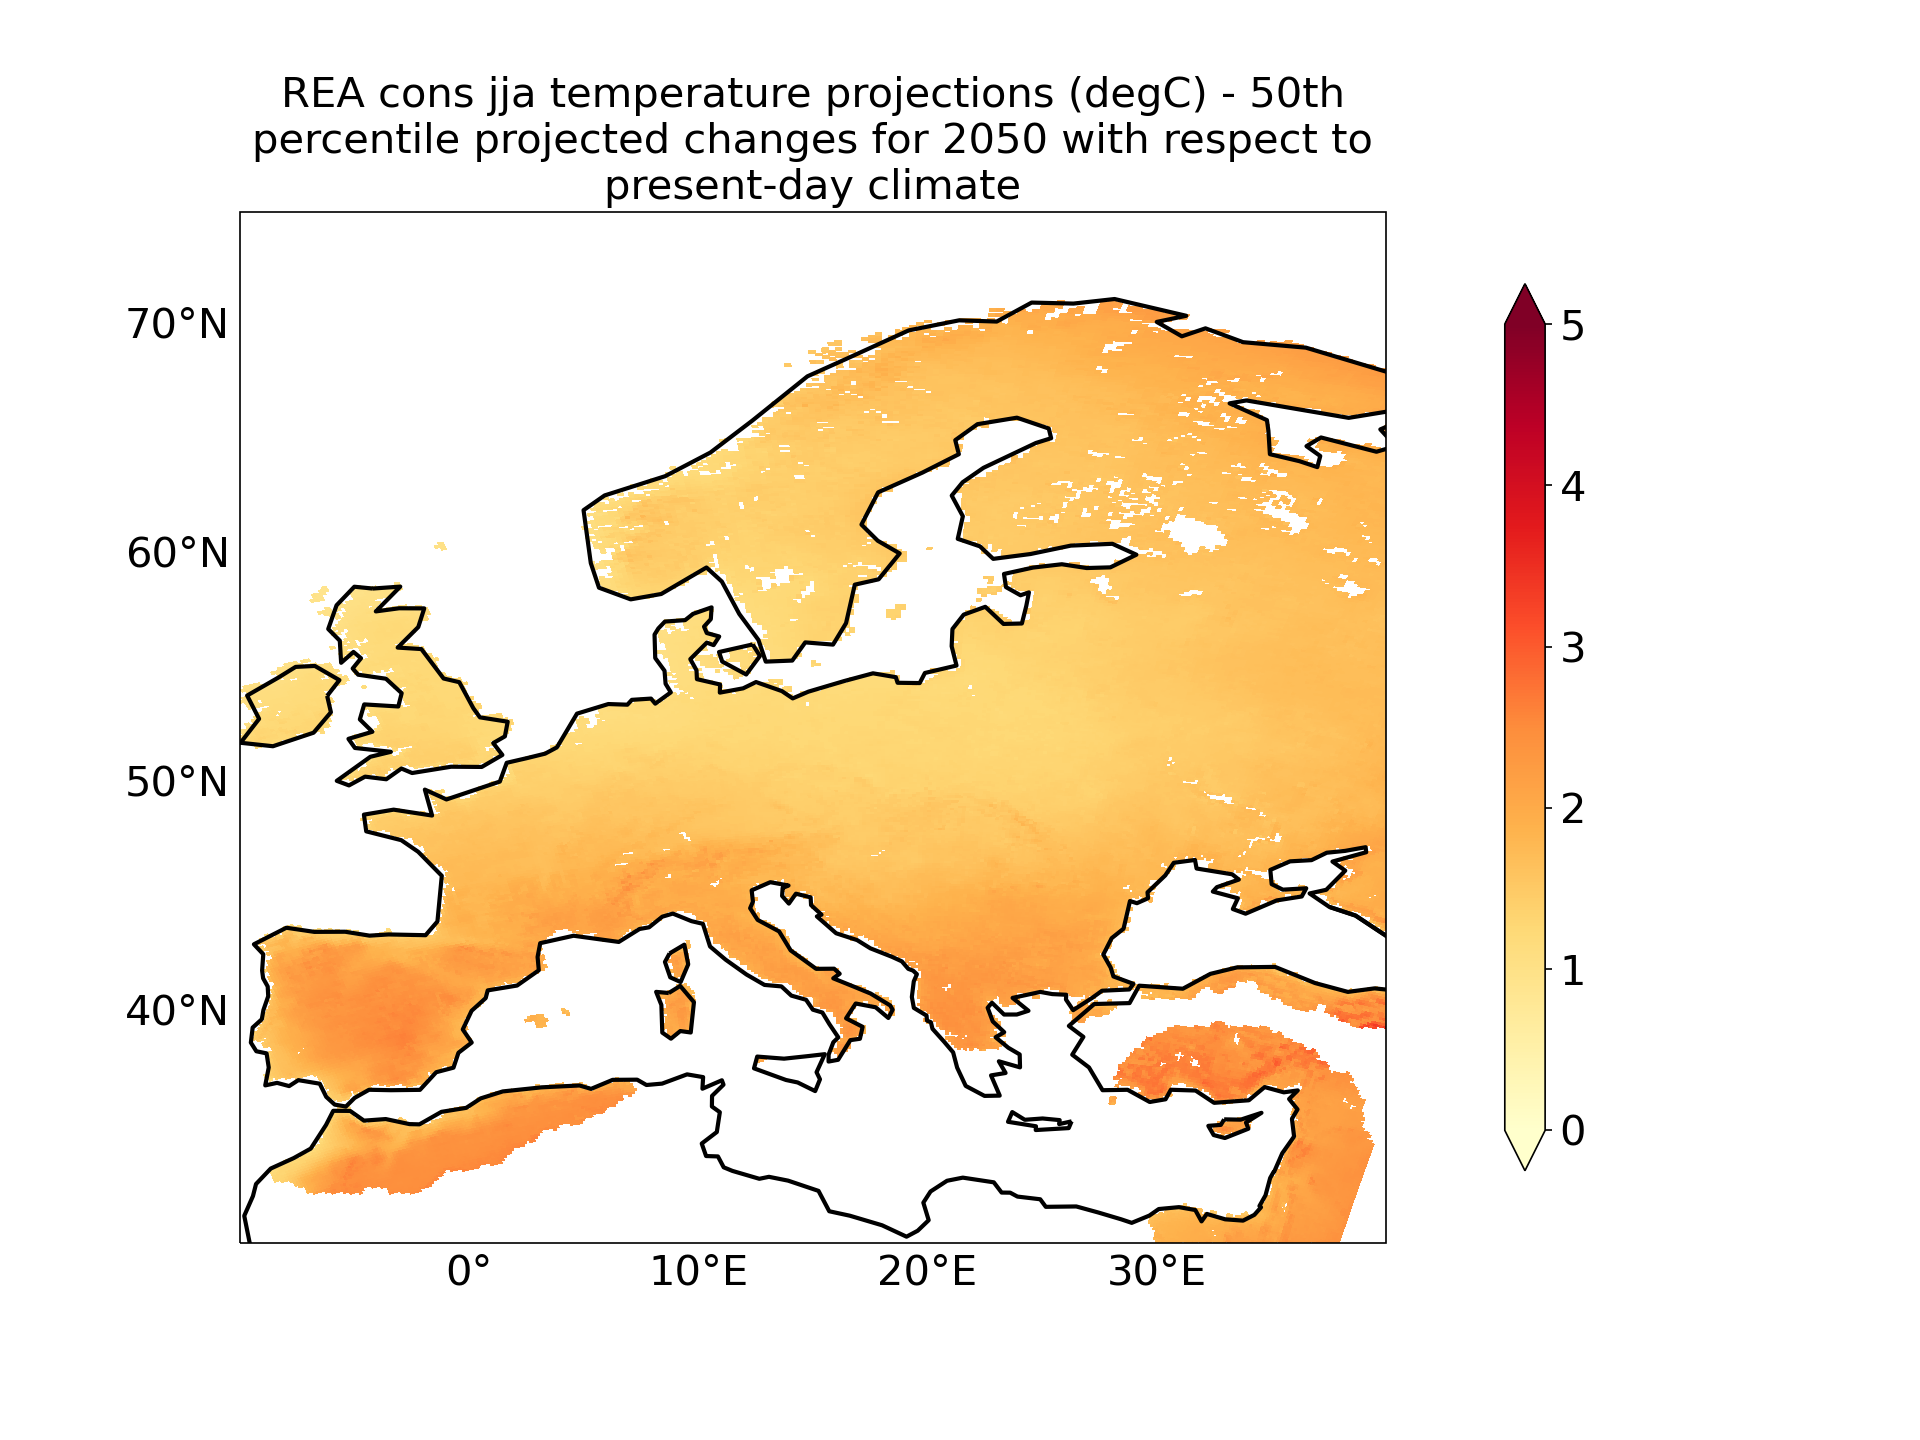 REA cons jja temperature projections (degC) - 50th
percentile projected changes for 2050 with respect to
present-day climate
70°N
60°N
50°N
40°N
0°
10°E
20°E
30°E
5
4
3
2
1
0